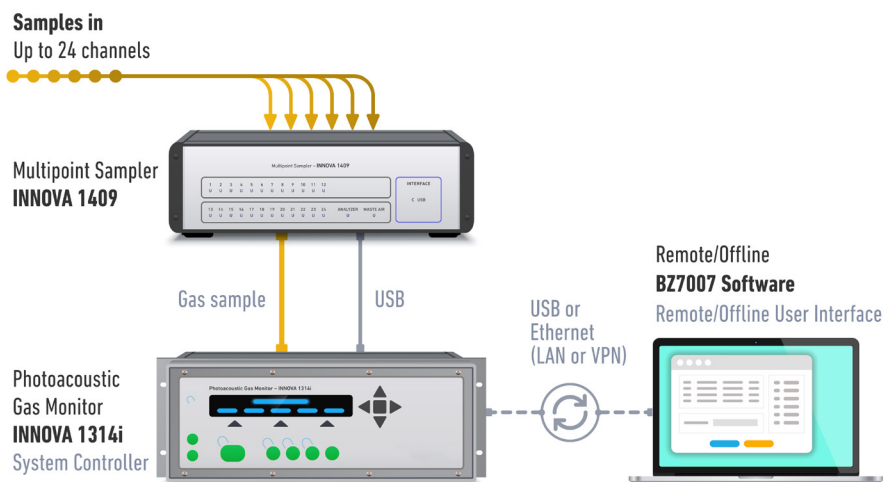 Samples in
Up to 24 channels
Multipoint Sampler
INNOVA 1409
Multipoint Sampler – INNOVA 1409
1 2 3 4 5 6 7 8 9 10 11 12
U U U U U U U U U U U U
INTERFACE
USB
13 14 15 16 17 18 19 20 21 22 23 24 ANALYZER WASTE AIR
U U U U U U U U U U U U U U
Gas sample
USB
Photoacoustic
Gas Monitor
INNOVA 1314i
System Controller
Photoacoustic Gas Monitor – INNOVA 1314i
USB or
Ethernet
(LAN or VPN)
Remote/Offline
BZ7007 Software
Remote/Offline User Interface